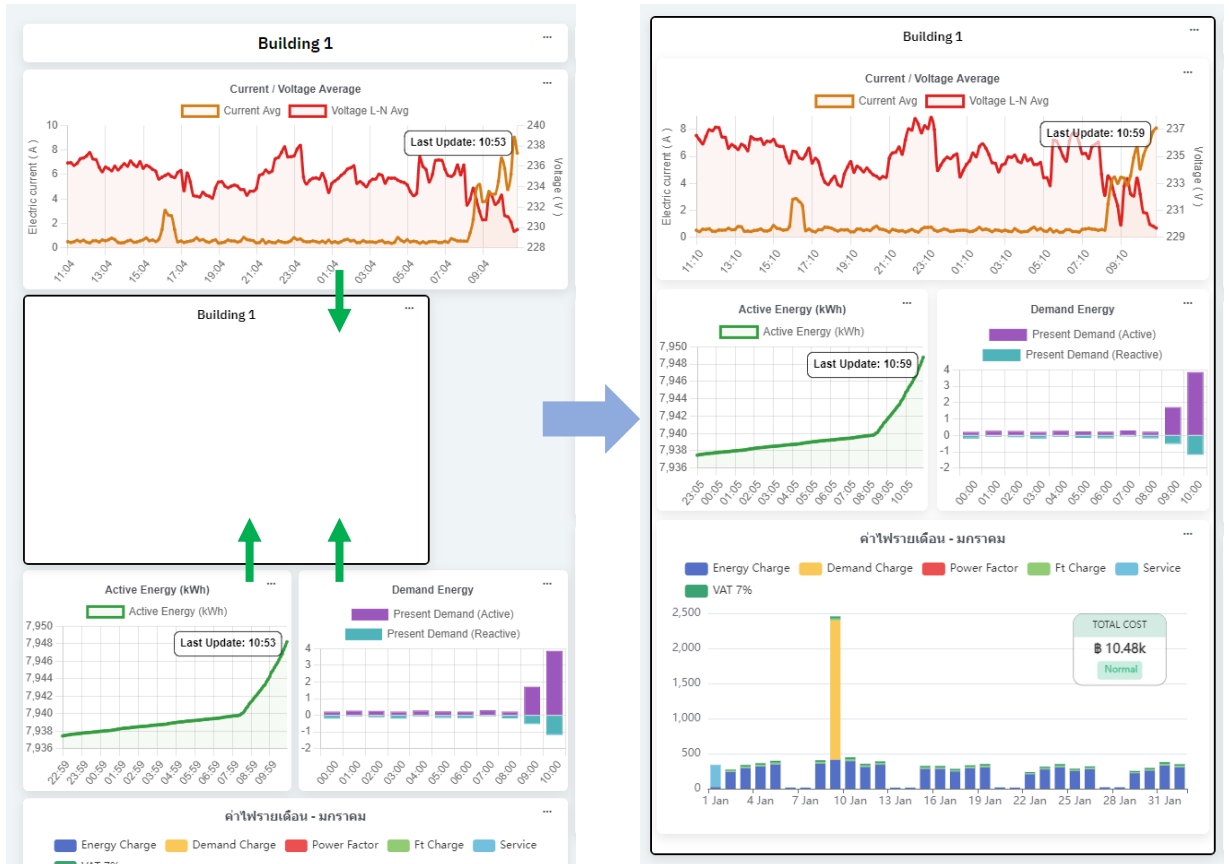 Building 1
Current / Voltage Average
Current Avg Voltage L-N Avg
Last Update: 10:53
Electric current ( A )
10
8
6
4
2
0
240
238
236
234
232
230
228
Voltage ( V )
11:04 13:04 15:04 17:04 19:04 21:04 23:04 01:04 03:04 05:04 07:04 09:04
Building 1
Active Energy (kWh)
Active Energy (kWh)
Last Update: 10:53
7,950
7,948
7,946
7,944
7,942
7,940
7,938
7,936
22:59 23:59 00:59 01:59 02:59 03:59 04:59 05:59 06:59 07:59 08:59 09:59
Demand Energy
Present Demand (Active)
Present Demand (Reactive)
4
3
2
1
0
-1
-2
00:00 01:00 02:00 03:00 04:00 05:00 06:00 07:00 08:00 09:00 10:00
ค่าไฟรายเดือน - มกราคม
Energy Charge Demand Charge Power Factor Ft Charge Service
VAT 7%
Building 1
Current / Voltage Average
Current Avg Voltage L-N Avg
Last Update: 10:59
Electric current ( A )
8
6
4
2
0
237
235
233
231
229
Voltage ( V )
11:10 13:10 15:10 17:10 19:10 21:10 23:10 01:10 03:10 05:10 07:10 09:10
Active Energy (kWh)
Active Energy (kWh)
Last Update: 10:59
7,950
7,948
7,946
7,944
7,942
7,940
7,938
7,936
23:05 00:05 01:05 02:05 03:05 04:05 05:05 06:05 07:05 08:05 09:05 10:05
Demand Energy
Present Demand (Active)
Present Demand (Reactive)
4
3
2
1
0
-1
-2
00:00 01:00 02:00 03:00 04:00 05:00 06:00 07:00 08:00 09:00 10:00
ค่าไฟรายเดือน - มกราคม
Energy Charge Demand Charge Power Factor Ft Charge Service
VAT 7%
2,500
2,000
1,500
1,000
500
0
TOTAL COST
฿ 10.48k
Normal
1 Jan 4 Jan 7 Jan 10 Jan 13 Jan 16 Jan 19 Jan 22 Jan 25 Jan 28 Jan 31 Jan